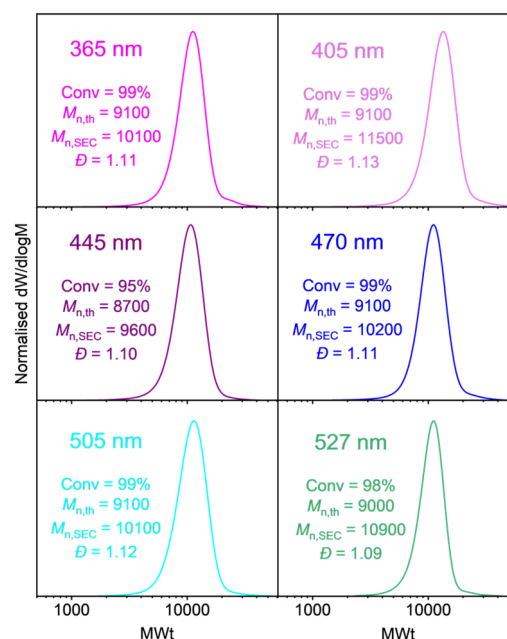 365 nm
Conv = 99%
Mn,th = 9100
Mn,SEC = 10100
Đ = 1.11
405 nm
Conv = 99%
Mn,th = 9100
Mn,SEC = 11500
Đ = 1.13
445 nm
Conv = 95%
Mn,th = 8700
Mn,SEC = 9600
Đ = 1.10
470 nm
Conv = 99%
Mn,th = 9100
Mn,SEC = 10200
Đ = 1.11
505 nm
Conv = 99%
Mn,th = 9100
Mn,SEC = 10100
Đ = 1.12
527 nm
Conv = 98%
Mn,th = 9000
Mn,SEC = 10900
Đ = 1.09
Normalised dW/dlogM
1000 10000 1000 10000
MWt MWt